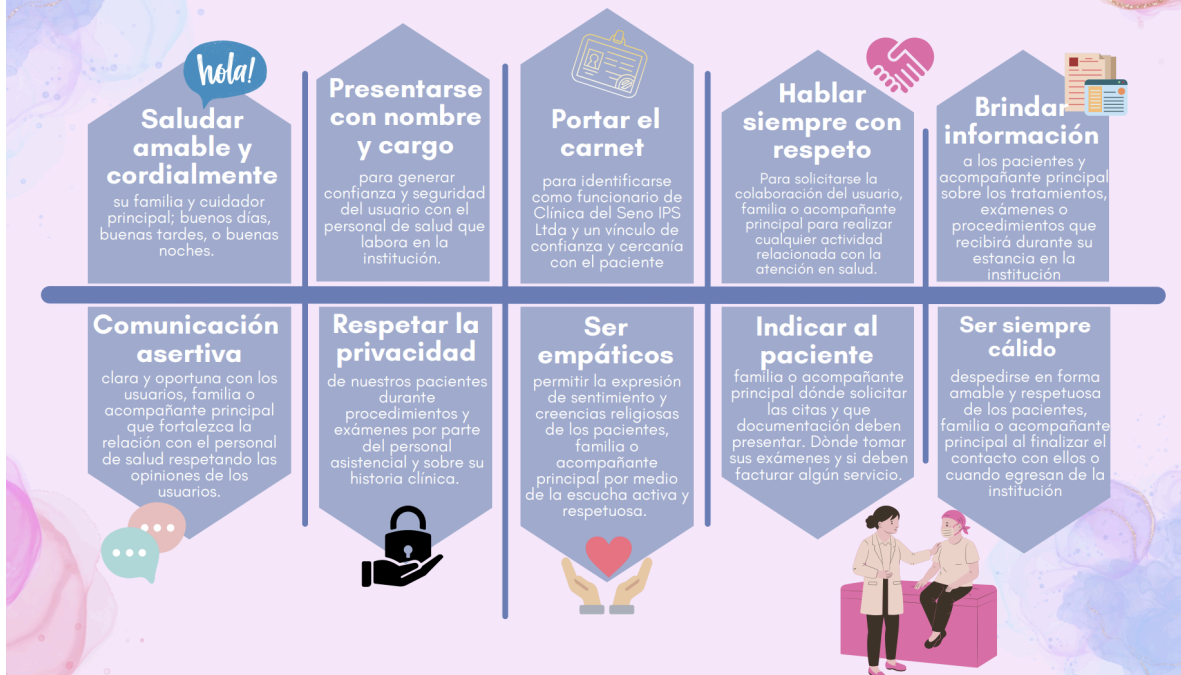 hola!
Saludar
amable y
cordialmente
su familia y cuidador
principal; buenos días,
buenas tardes, o buenas
noches.
Presentarse
con nombre
y cargo
para generar
confianza y seguridad
del usuario con el
personal de salud que
labora en la
institución.
Portar el
carnet
para identificarse
como funcionario de
Clínica del Seno IPS
Ltda y un vínculo de
confianza y cercanía
con el paciente
Hablar
siempre con
respeto
Para solicitarse la
colaboración del usuario,
familia o acompañante
principal para realizar
cualquier actividad
relacionada con la
atención en salud.
Brindar
información
a los pacientes y
acompañante principal
sobre los tratamientos,
exámenes o
procedimientos que
recibirá durante su
estancia en la
institución
Comunicación
asertiva
clara y oportuna con los
usuarios, familia o
acompañante principal
que fortalezca la
relación con el personal
de salud respetando las
opiniones de los
usuarios.
Respetar la
privacidad
de nuestros pacientes
durante
procedimientos y
exámenes por parte
del personal
asistencial y sobre su
historia clínica.
Ser
empáticos
permitir la expresión
de sentimiento y
creencias religiosas
de los pacientes,
familia o
acompañante
principal por medio
de la escucha activa y
respetuosa.
Indicar al
paciente
familia o acompañante
principal dónde solicitar
las citas y que
documentación deben
presentar. Dònde tomar
sus exámenes y si deben
facturar algún servicio.
Ser siempre
cálido
despedirse en forma
amable y respetuosa
de los pacientes,
familia o acompañante
principal al finalizar el
contacto con ellos o
cuando egresan de la
institución